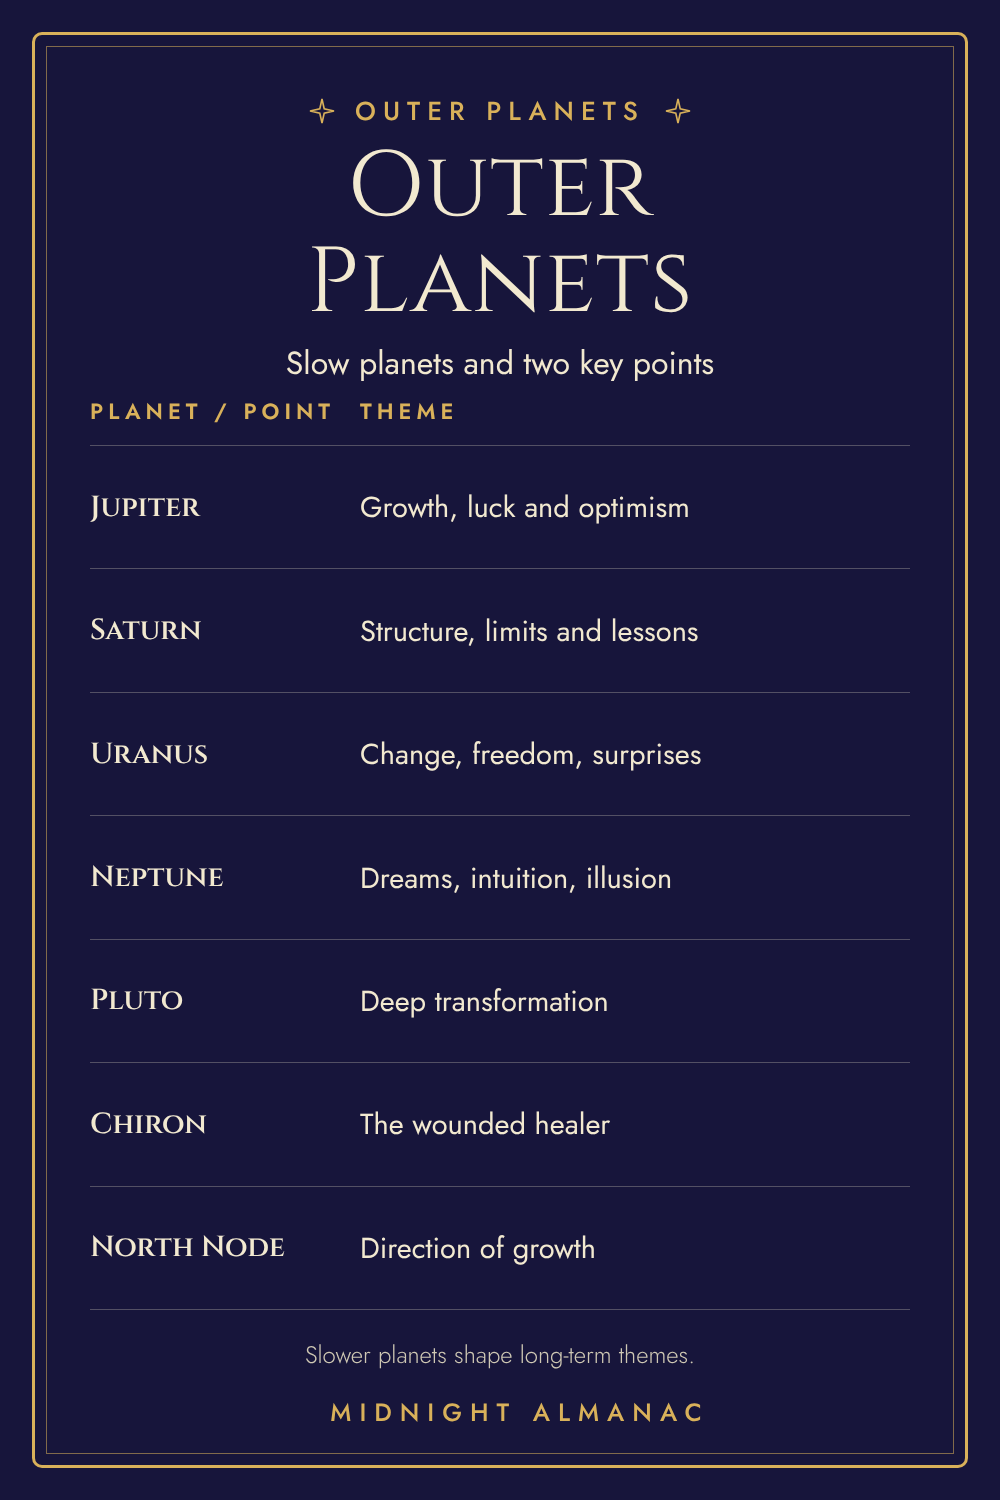 OUTER PLANETS
OUTER
PLANETS
Slow planets and two key points
PLANET / POINT THEME
JUPITER Growth, luck and optimism
SATURN Structure, limits and lessons
URANUS Change, freedom, surprises
NEPTUNE Dreams, intuition, illusion
PLUTO Deep transformation
CHIRON The wounded healer
NORTH NODE Direction of growth
Slower planets shape long-term themes.
MIDNIGHT ALMANAC